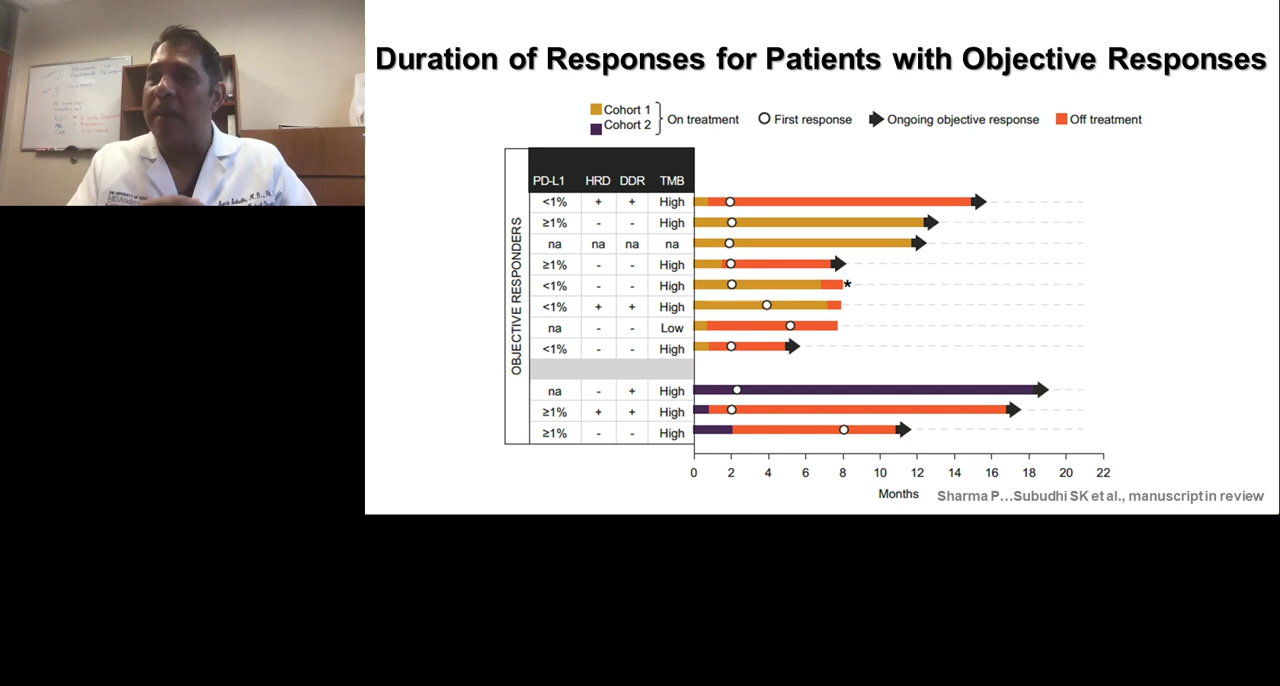 Duration of Responses for Patients with Objective Responses
Cohort 1
Cohort 2
On treatment
First response
Ongoing objective response
Off treatment
OBJECTIVE RESPONDERS
PD-L1 HRD DDR TMB
<1% + + High
≥1% - - High
na na na na
≥1% - - High
<1% - - High
*
<1% + + High
na - - Low
<1% - - High
na - + High
≥1% + + High
≥1% - - High
0 2 4 6 8 10 12 14 16 18 20 22
Months
Sharma P...Subudhi SK et al., manuscript in review